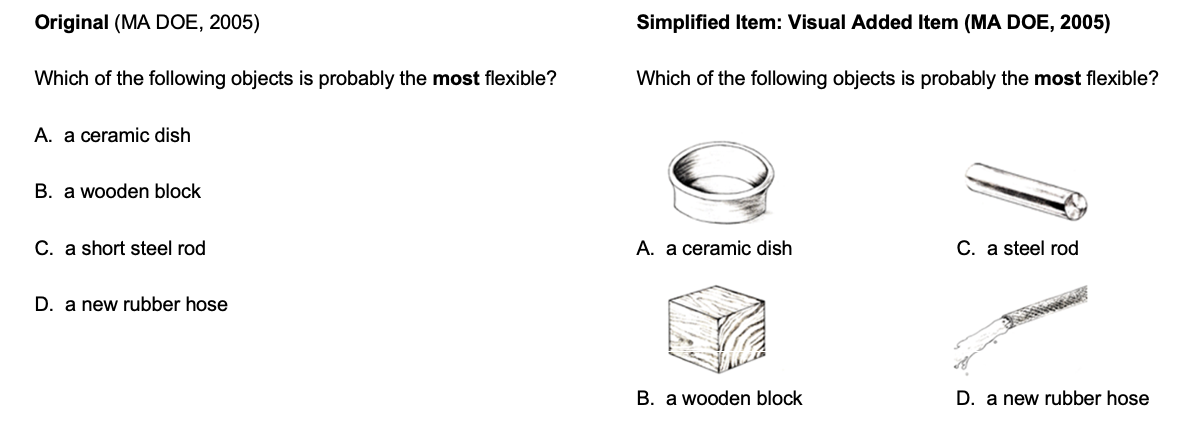 Original (MA DOE, 2005)
Which of the following objects is probably the most flexible?
A. a ceramic dish
B. a wooden block
C. a short steel rod
D. a new rubber hose
Simplified Item: Visual Added Item (MA DOE, 2005)
Which of the following objects is probably the most flexible?
A. a ceramic dish
C. a steel rod
B. a wooden block
D. a new rubber hose